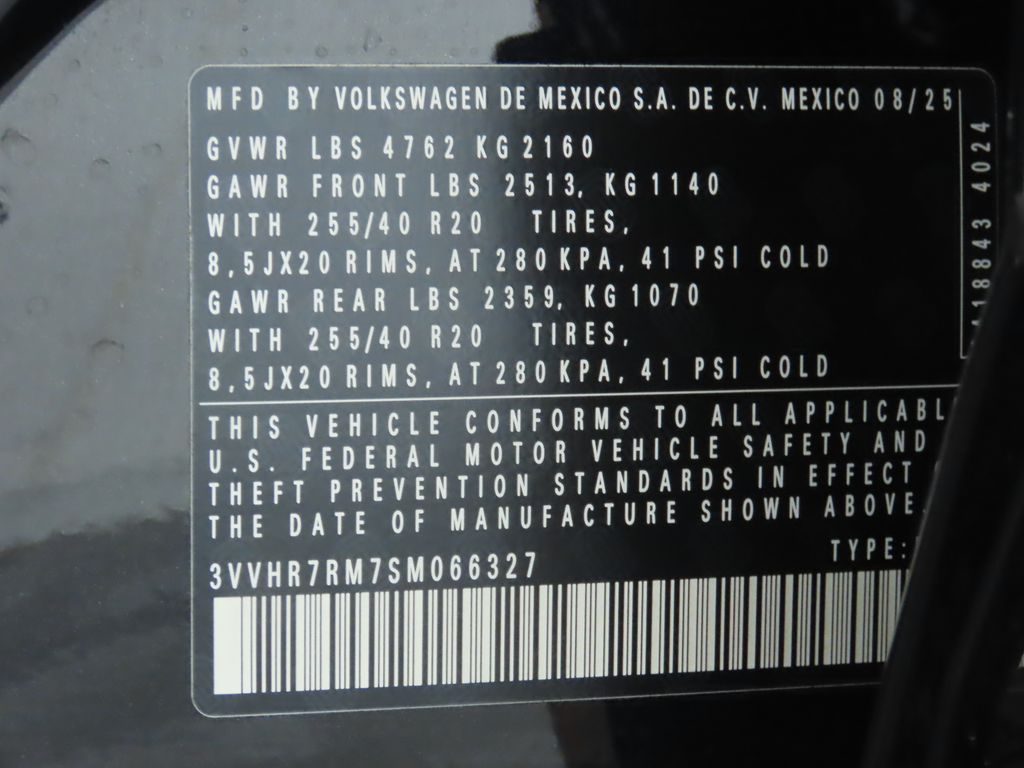 MFD BY VOLKSWAGEN DE MEXICO S.A. DE C.V. MEXICO 08/25
GVWR LBS 4762 KG 2160
GAWR FRONT LBS 2513, KG 1140
WITH 255/40 R20 TIRES,
8,5JX20 RIMS, AT 280 KPA, 41 PSI COLD
GAWR REAR LBS 2359, KG 1070
WITH 255/40 R20 TIRES,
8,5JX20 RIMS, AT 280 KPA, 41 PSI COLD
THIS VEHICLE CONFORMS TO ALL APPLICABL
U.S. FEDERAL MOTOR VEHICLE SAFETY AND
THEFT PREVENTION STANDARDS IN EFFECT
THE DATE OF MANUFACTURE SHOWN ABOVE.
TYPE:
3VVHR7RM7SM066327
118843 4024